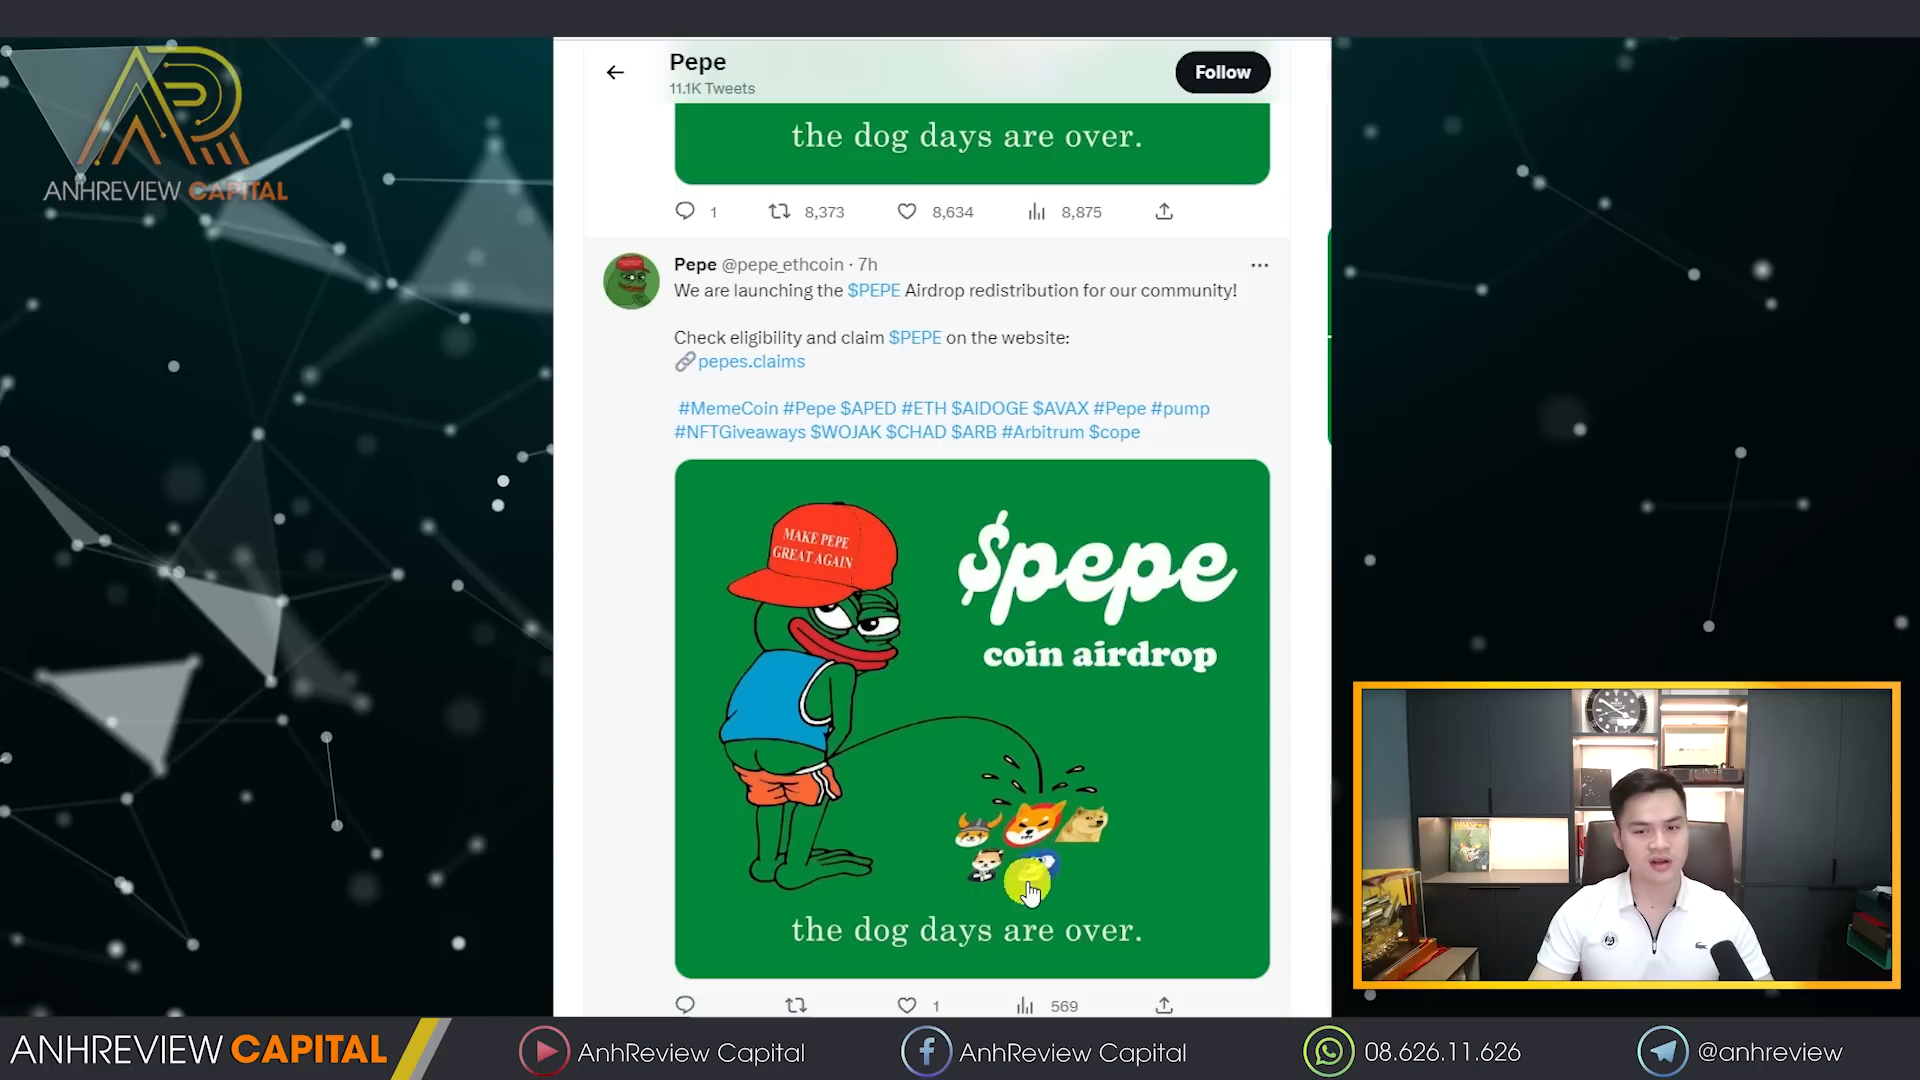 ANHREVIEW CAPITAL
Pepe
11.1K Tweets
Follow
the dog days are over.
1 8,373 8,634 8,875
Pepe @pepe_ethcoin · 7h
We are launching the $PEPE Airdrop redistribution for our community!
Check eligibility and claim $PEPE on the website:
pepes.claims
#MemeCoin #Pepe $APED #ETH $AIDOGE $AVAX #Pepe #pump
#NFTGiveaways $WOJAK $CHAD $ARB #Arbitrum $cope
MAKE PEPE
GREAT AGAIN
$pepe
coin airdrop
the dog days are over.
1 569
ANHREVIEW CAPITAL
AnhReview Capital
AnhReview Capital
08.626.11.626
@anhreview